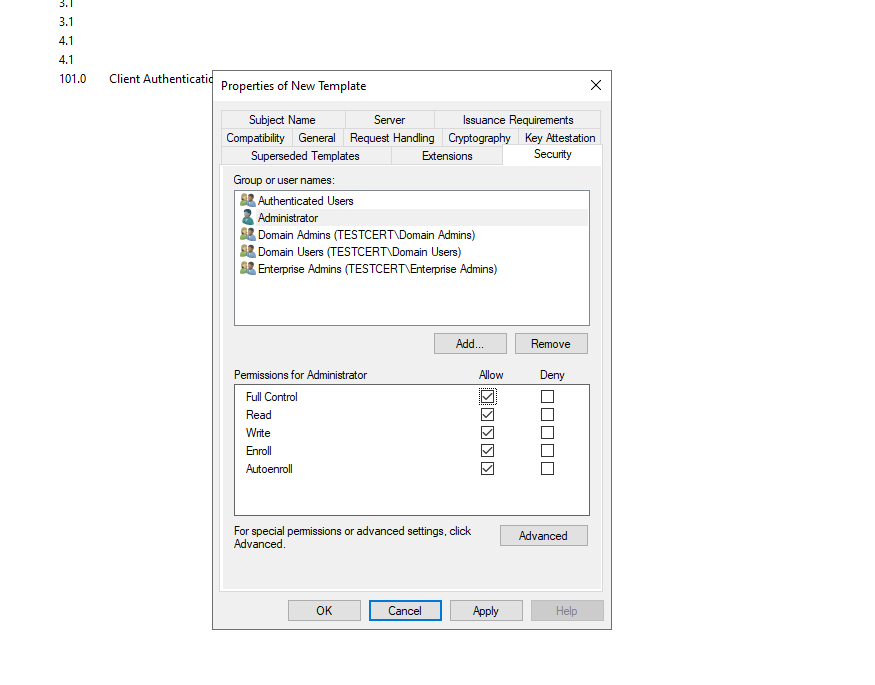 3.1
3.1
4.1
4.1
101.0 Client Authenticatio
Properties of New Template
Subject Name Server Issuance Requirements
Compatibility General Request Handling Cryptography Key Attestation
Superseded Templates Extensions Security
Group or user names:
Authenticated Users
Administrator
Domain Admins (TESTCERT\Domain Admins)
Domain Users (TESTCERT\Domain Users)
Enterprise Admins (TESTCERT\Enterprise Admins)
Add... Remove
Permissions for Administrator Allow Deny
Full Control
Read
Write
Enroll
Autoenroll
For special permissions or advanced settings, click
Advanced.
Advanced
OK Cancel Apply Help